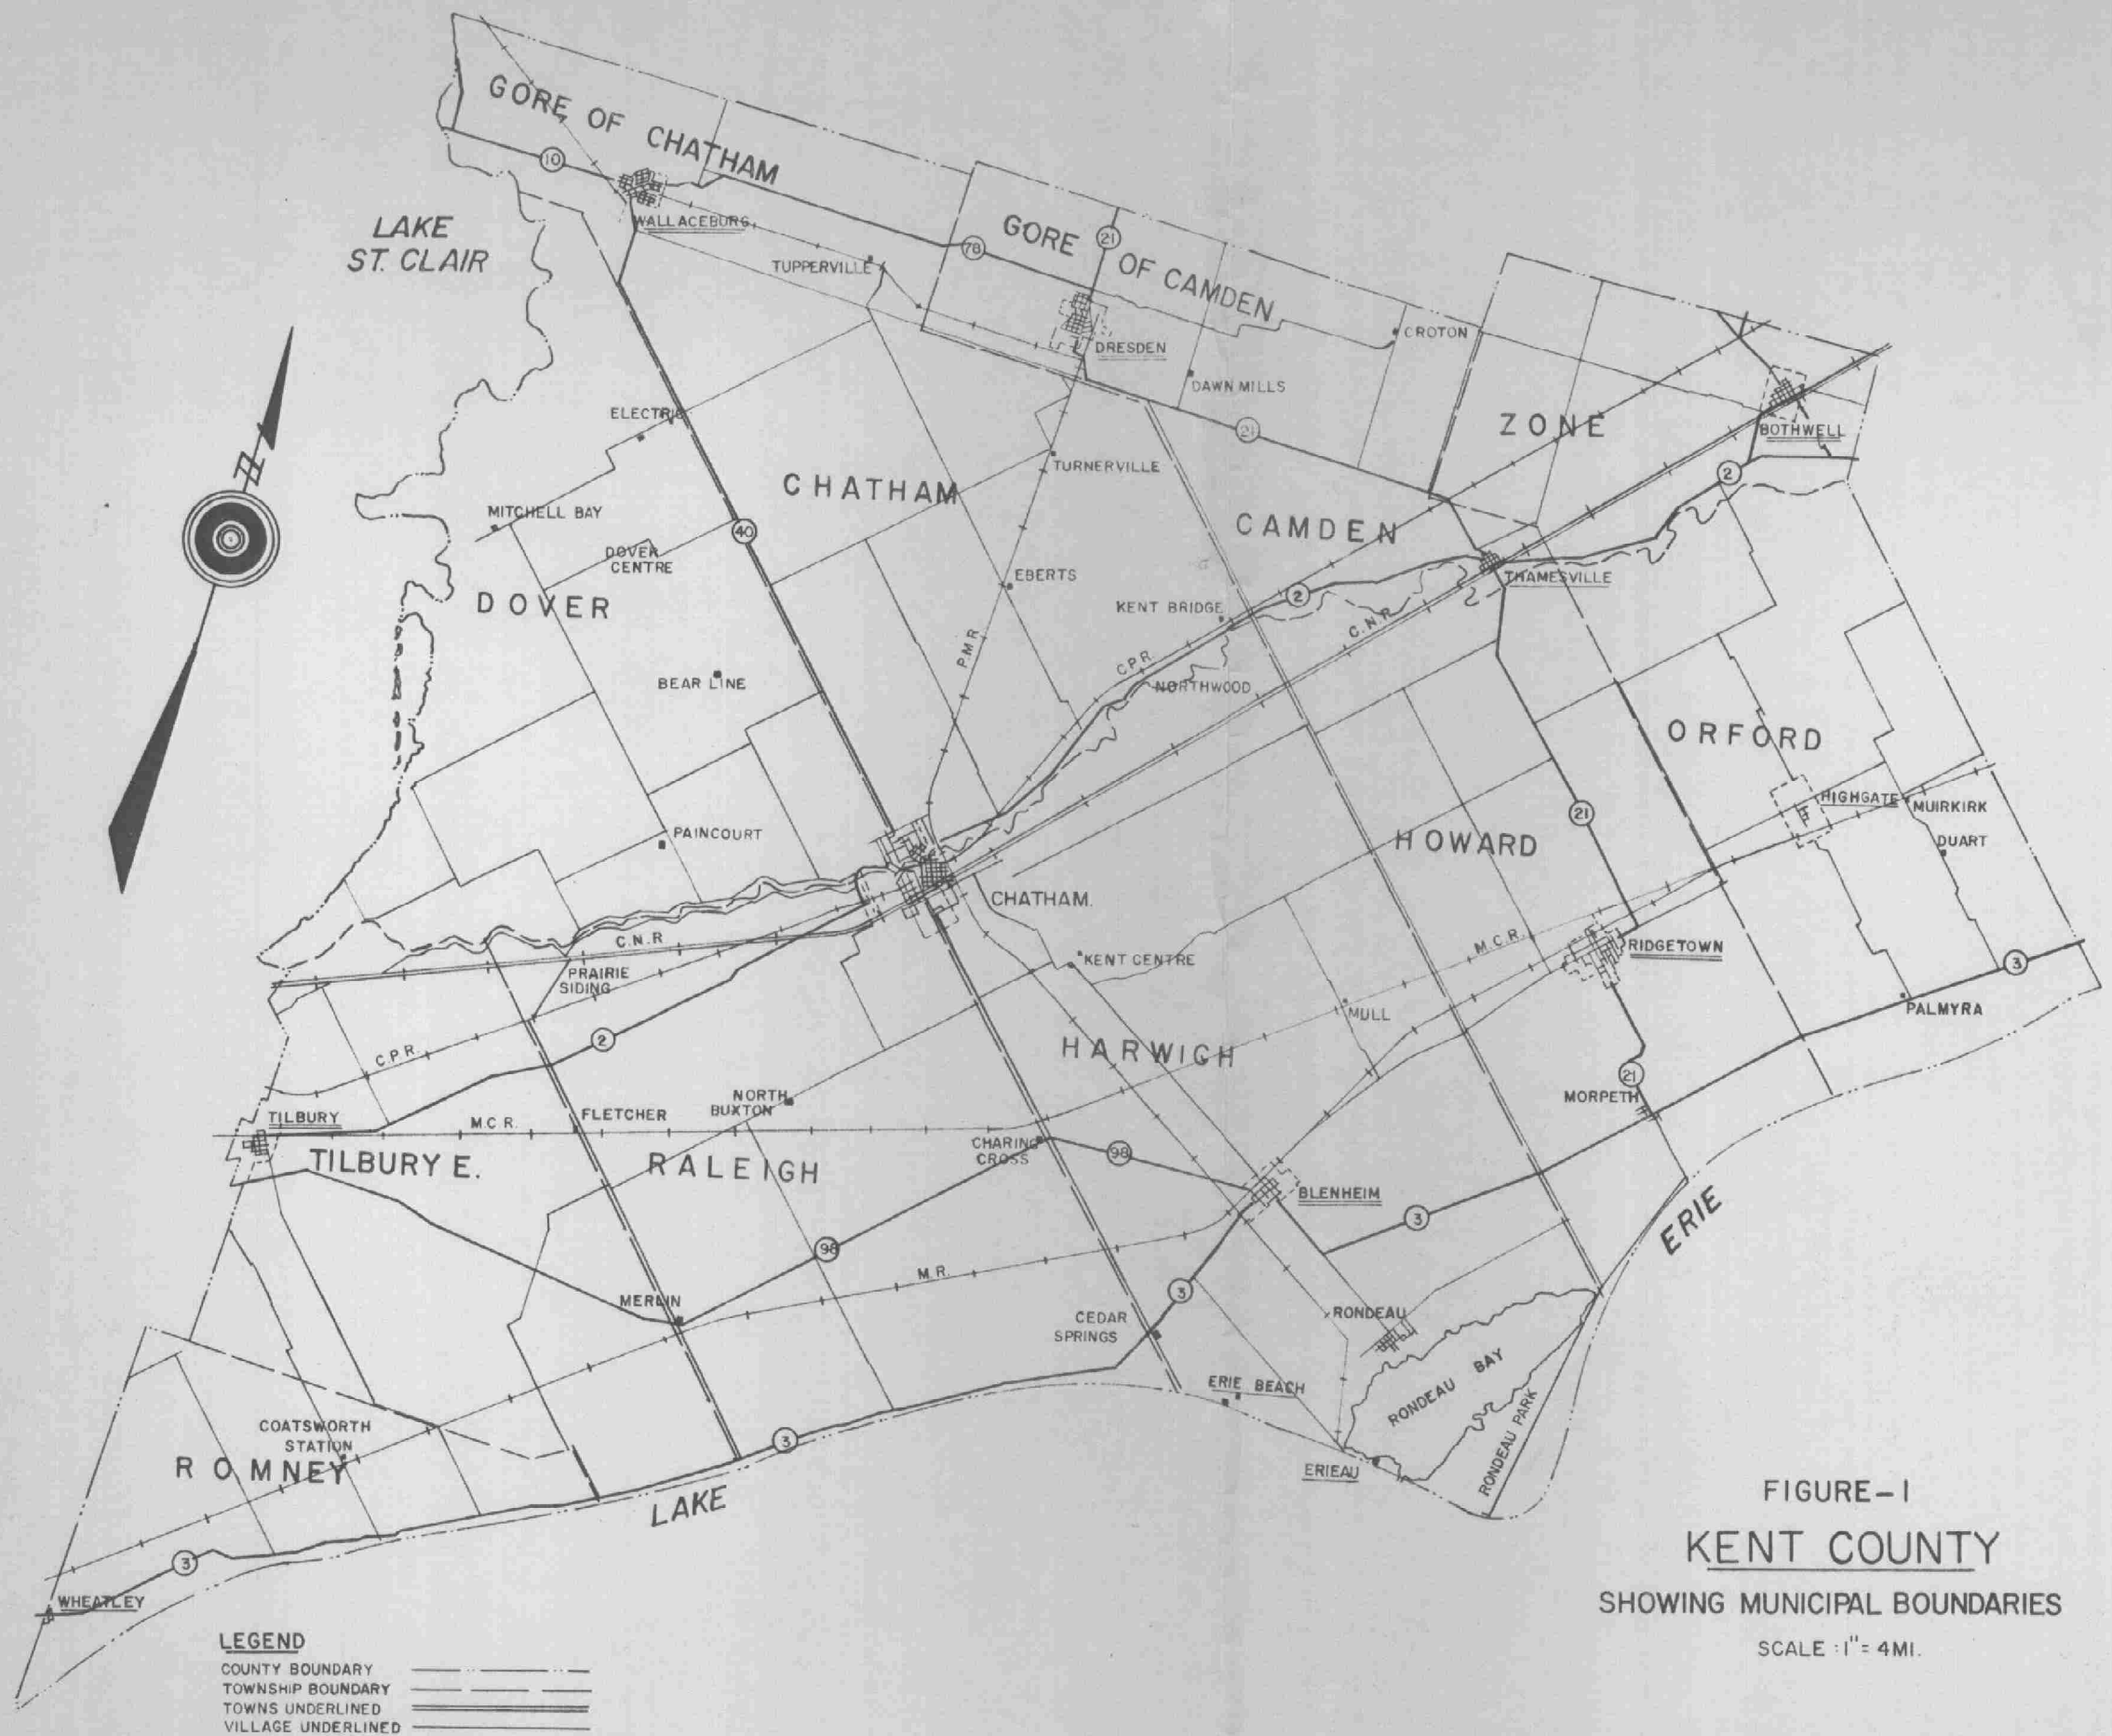 GORE OF CHATHAM
10
LAKE
ST. CLAIR
WALLACEBURG
TUPPERVILLE
78
GORE OF CAMDEN
21
DRESDEN
CROTON
DAWN MILLS
21
ZONE
BOTHWELL
2
ELECTRIC
CHATHAM
TURNERVILLE
CAMDEN
MITCHELL BAY
40
DOVER
CENTRE
DOVER
EBERTS
KENT BRIDGE
2
THAMESVILLE
C.N.R.
P.M.R.
C.P.R.
NORTHWOOD
BEAR LINE
ORFORD
HIGHGATE
MUIRKIRK
DUART
21
HOWARD
PAINCOURT
CHATHAM.
C.N.R
PRAIRIE
SIDING
KENT CENTRE
M.C.R.
RIDGETOWN
3
PALMYRA
MULL
2
C.P.R.
HARWICH
21
MORPETH
TILBURY
M.C.R.
FLETCHER
NORTH
BUXTON
CHARING
CROSS
98
TILBURY E.
RALEIGH
BLENHEIM
3
ERIE
98
M.R.
MERLIN
3
CEDAR
SPRINGS
RONDEAU
RONDEAU BAY
RONDEAU PARK
ERIE BEACH
ERIEAU
COATSWORTH
STATION
ROMNEY
3
LAKE
3
WHEATLEY
FIGURE-1
KENT COUNTY
SHOWING MUNICIPAL BOUNDARIES
SCALE : 1" = 4MI.
LEGEND
COUNTY BOUNDARY
TOWNSHIP BOUNDARY
TOWNS UNDERLINED
VILLAGE UNDERLINED